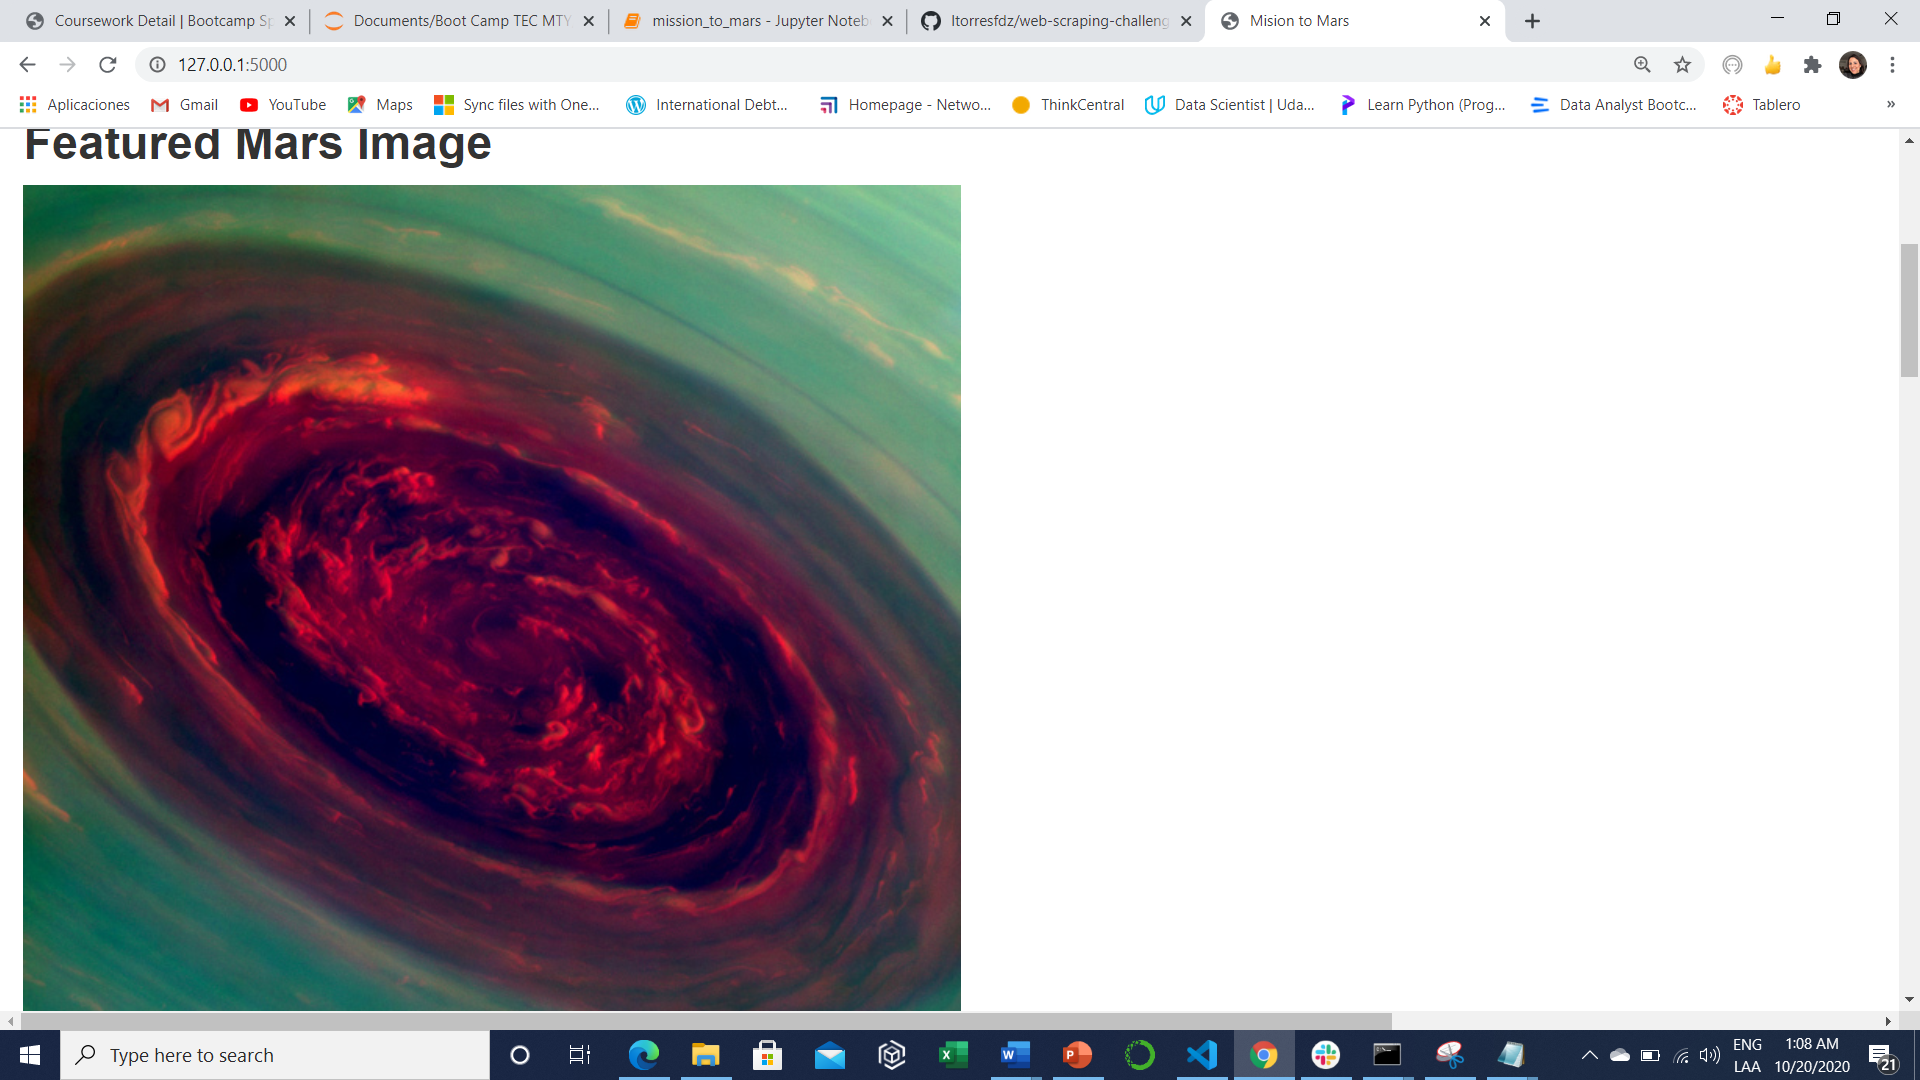 Coursework Detail | Bootcamp Sp
Documents/Boot Camp TEC MTY
mission_to_mars - Jupyter Noteb
ltorresfdz/web-scraping-challeng
Mision to Mars
127.0.0.1:5000
Aplicaciones
Gmail
YouTube
Maps
Sync files with One...
International Debt...
Homepage - Netwo...
ThinkCentral
Data Scientist | Uda...
Learn Python (Prog...
Data Analyst Bootc...
Tablero
»
Featured Mars Image
Type here to search
ENG
LAA
1:08 AM
10/20/2020
21